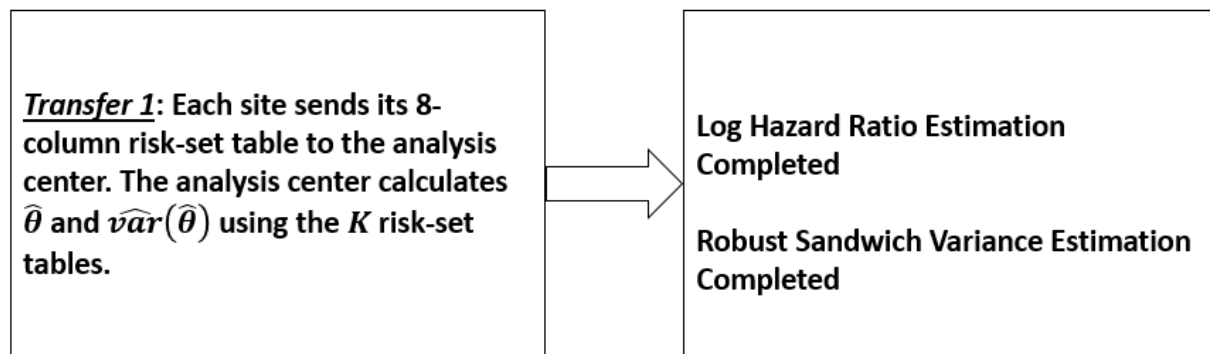 Transfer 1: Each site sends its 8-
column risk-set table to the analysis
center. The analysis center calculates
θ̂ and v̂ar(θ̂) using the K risk-set
tables.
Log Hazard Ratio Estimation
Completed
Robust Sandwich Variance Estimation
Completed